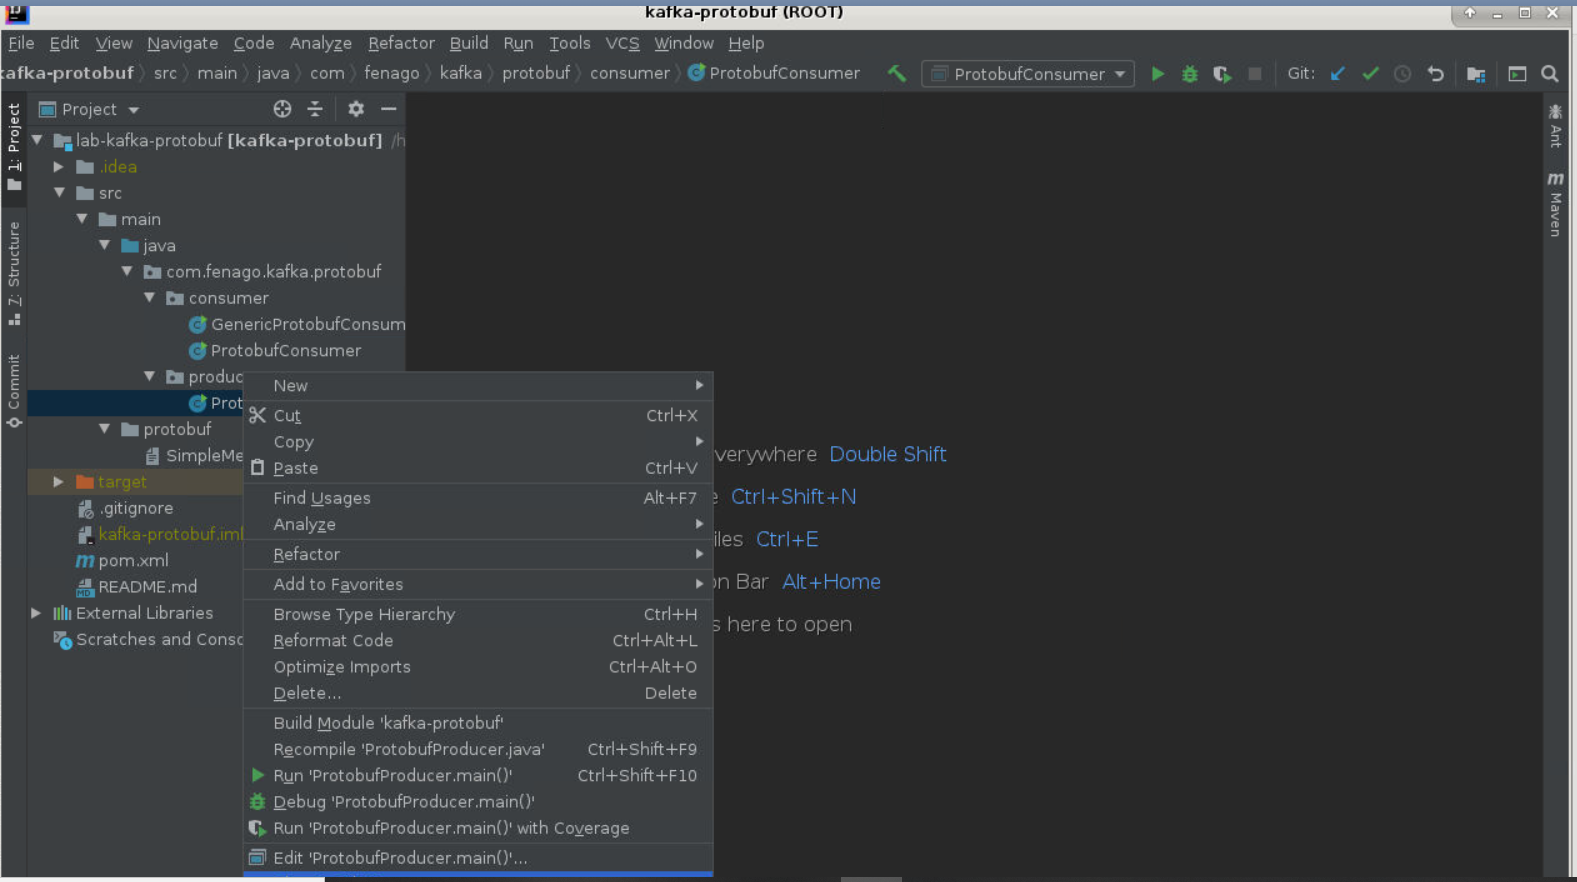 kafka-protobuf (ROOT)
File Edit View Navigate Code Analyze Refactor Build Run Tools VCS Window Help
kafka-protobuf src main java com fenago kafka protobuf consumer ProtobufConsumer ProtobufConsumer Git:
Project
1: Project
7: Structure
Commit
Ant
Maven
lab-kafka-protobuf [kafka-protobuf] /h
.idea
src
main
java
com.fenago.kafka.protobuf
consumer
GenericProtobufConsum
ProtobufConsumer
produc
Prot
protobuf
SimpleMe
target
.gitignore
kafka-protobuf.iml
pom.xml
README.md
External Libraries
Scratches and Consc
New
Cut Ctrl+X
Copy
Paste Ctrl+V
Find Usages Alt+F7
Analyze
Refactor
Add to Favorites
Browse Type Hierarchy Ctrl+H
Reformat Code Ctrl+Alt+L
Optimize Imports Ctrl+Alt+O
Delete... Delete
Build Module 'kafka-protobuf'
Recompile 'ProtobufProducer.java' Ctrl+Shift+F9
Run 'ProtobufProducer.main()' Ctrl+Shift+F10
Debug 'ProtobufProducer.main()'
Run 'ProtobufProducer.main()' with Coverage
Edit 'ProtobufProducer.main()'...
verywhere Double Shift
e Ctrl+Shift+N
iles Ctrl+E
on Bar Alt+Home
s here to open